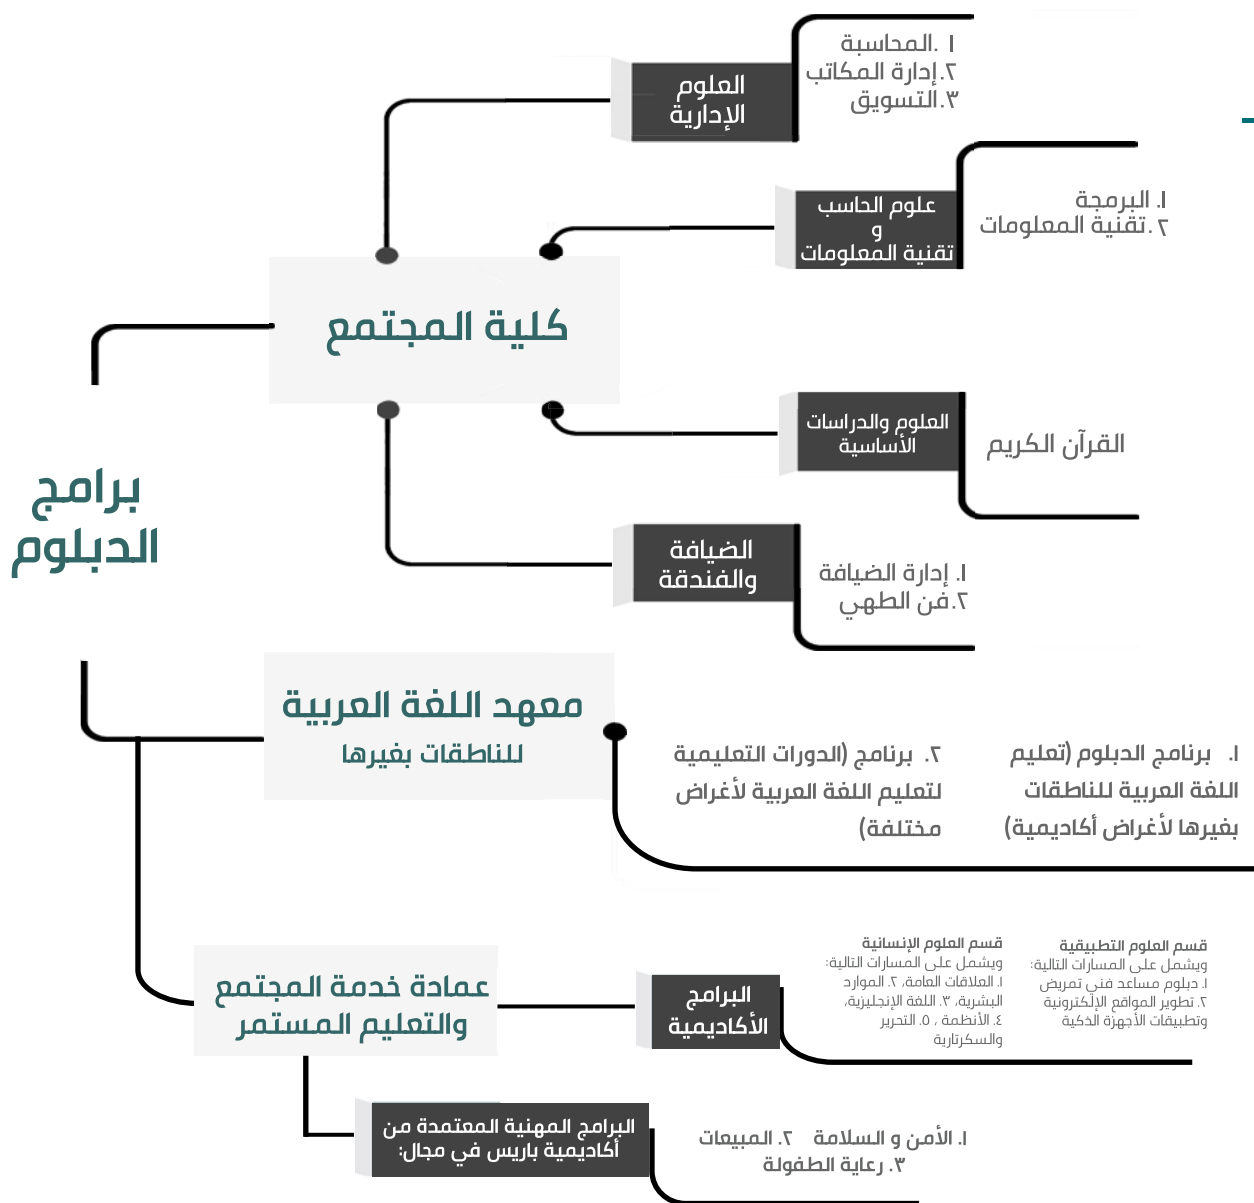 برامج
الدبلوم
كلية المجتمع
العلوم
الإدارية
١. المحاسبة
٢. إدارة المكاتب
٣. التسويق
علوم الحاسب
و
تقنية المعلومات
١. البرمجة
٢. تقنية المعلومات
العلوم والدراسات
الأساسية
القرآن الكريم
الضيافة
والفندقة
١. إدارة الضيافة
٢. فن الطهي
معهد اللغة العربية
للناطقات بغيرها
١. برنامج الدبلوم (تعليم
اللغة العربية للناطقات
بغيرها لأغراض أكاديمية)
٢. برنامج (الدورات التعليمية
لتعليم اللغة العربية لأغراض
مختلفة)
عمادة خدمة المجتمع
والتعليم المستمر
البرامج
الأكاديمية
قسم العلوم التطبيقية
ويشمل على المسارات التالية:
١. دبلوم مساعد فني تمريض
٢. تطوير المواقع الإلكترونية
وتطبيقات الأجهزة الذكية
قسم العلوم الإنسانية
ويشمل على المسارات التالية:
١. العلاقات العامة، ٢. الموارد
البشرية، ٣. اللغة الإنجليزية،
٤. الأنظمة ، ٥. التحرير
والسكرتارية
البرامج المهنية المعتمدة من
أكاديمية باريس في مجال:
١. الأمن و السلامة ٢. المبيعات
٣. رعاية الطفولة